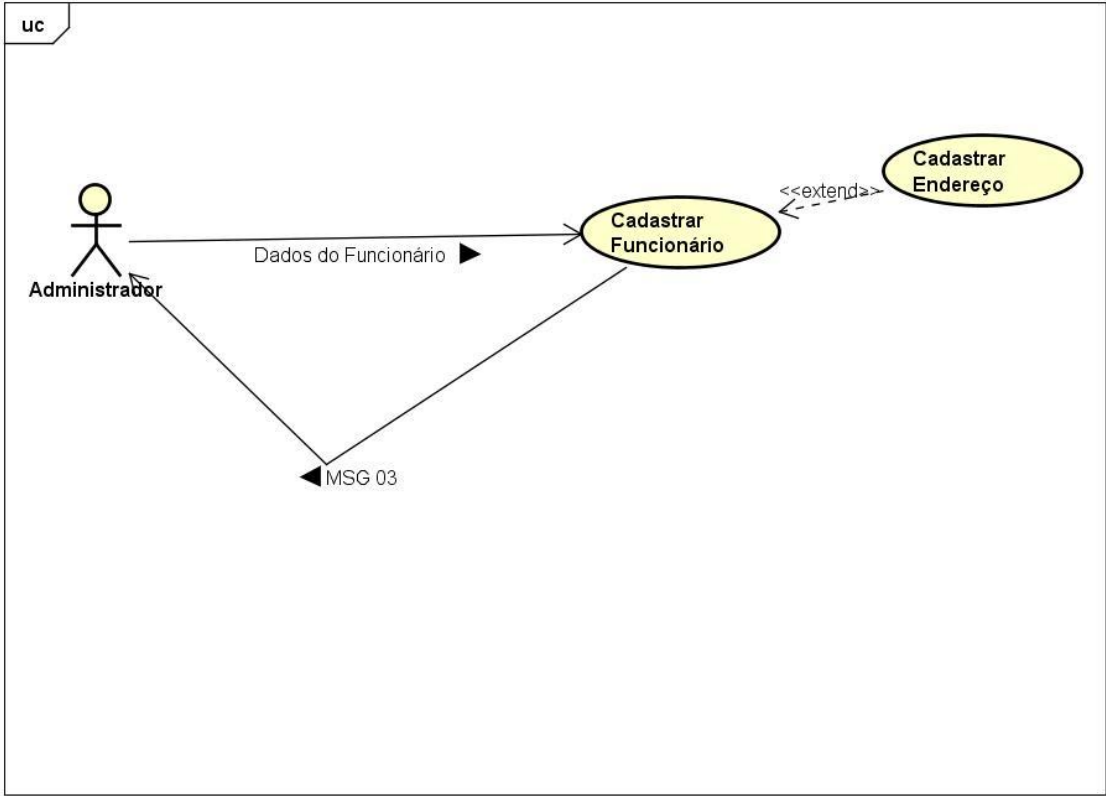 uc
Cadastrar
Endereço
<<extend>>
Cadastrar
Funcionário
Dados do Funcionário
Administrador
MSG 03